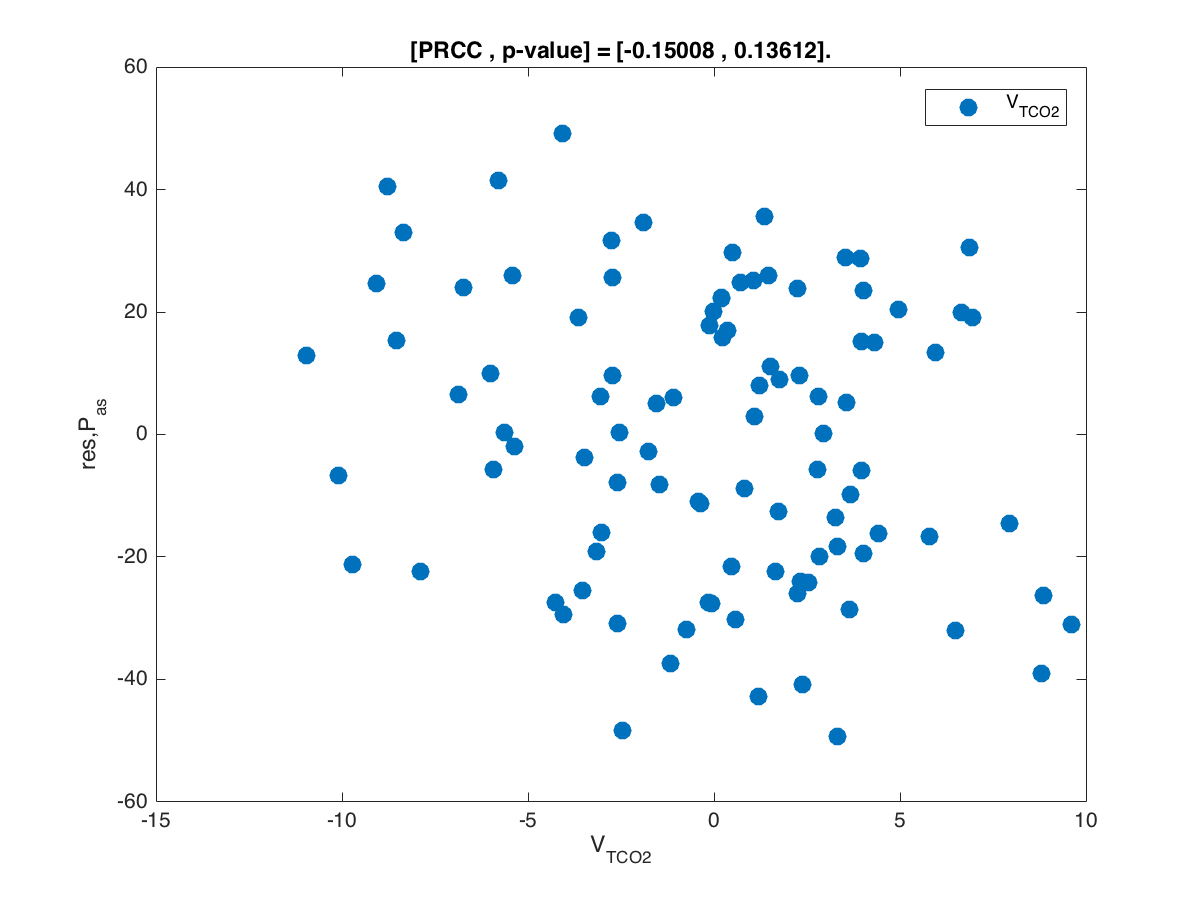 [PRCC , p-value] = [-0.15008 , 0.13612].
V_TCO2
60
40
20
0
-20
-40
-60
res,P_as
-15 -10 -5 0 5 10
V_TCO2